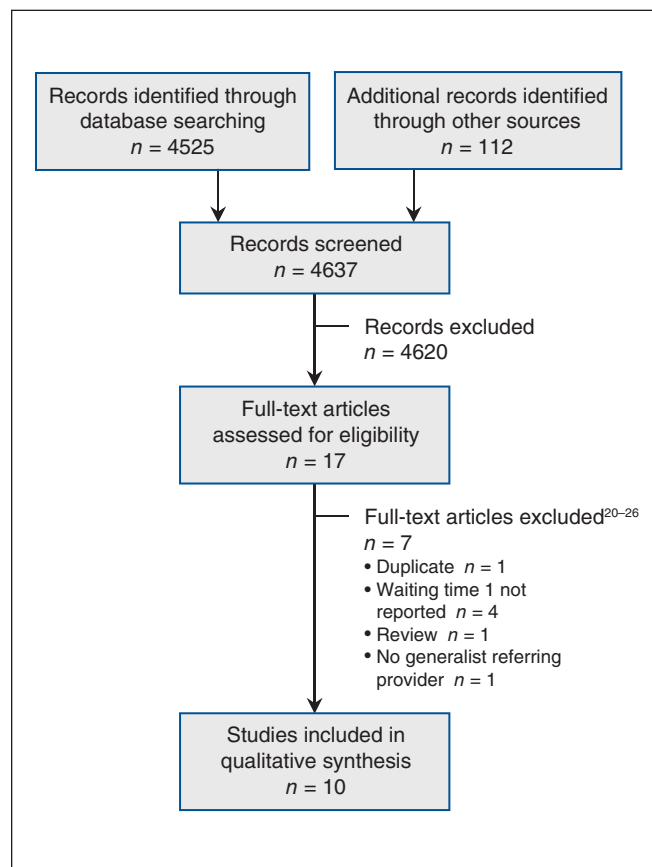 Records identified through
database searching
n = 4525
Additional records identified
through other sources
n = 112
Records screened
n = 4637
Records excluded
n = 4620
Full-text articles
assessed for eligibility
n = 17
Full-text articles excluded²⁰⁻²⁶
n = 7
• Duplicate n = 1
• Waiting time 1 not
reported n = 4
• Review n = 1
• No generalist referring
provider n = 1
Studies included in
qualitative synthesis
n = 10